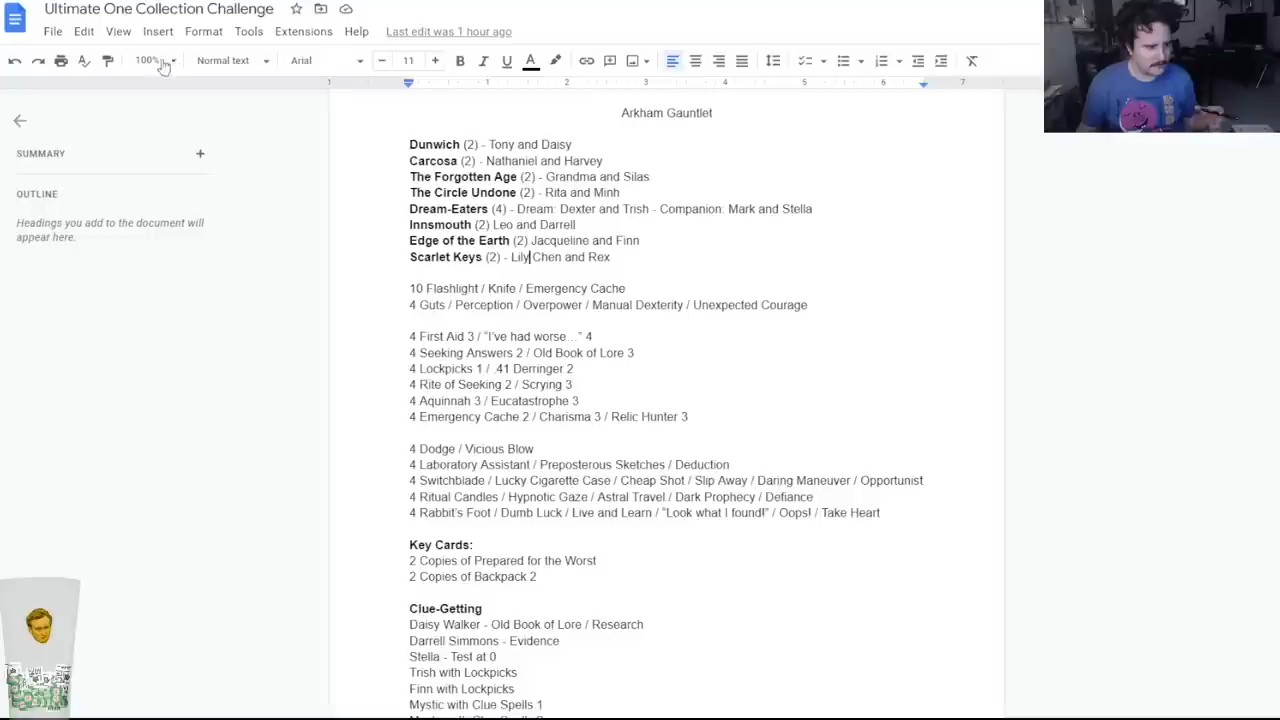 Ultimate One Collection Challenge
File Edit View Insert Format Tools Extensions Help Last edit was 1 hour ago
100% Normal text Arial 11
1 1 2 3 4 5 6 7
SUMMARY
OUTLINE
Headings you add to the document will
appear here.
Arkham Gauntlet
Dunwich (2) - Tony and Daisy
Carcosa (2) - Nathaniel and Harvey
The Forgotten Age (2) - Grandma and Silas
The Circle Undone (2) - Rita and Minh
Dream-Eaters (4) - Dream: Dexter and Trish - Companion: Mark and Stella
Innsmouth (2) Leo and Darrell
Edge of the Earth (2) Jacqueline and Finn
Scarlet Keys (2) - Lily Chen and Rex
10 Flashlight / Knife / Emergency Cache
4 Guts / Perception / Overpower / Manual Dexterity / Unexpected Courage
4 First Aid 3 / “I’ve had worse…” 4
4 Seeking Answers 2 / Old Book of Lore 3
4 Lockpicks 1 / .41 Derringer 2
4 Rite of Seeking 2 / Scrying 3
4 Aquinnah 3 / Eucatastrophe 3
4 Emergency Cache 2 / Charisma 3 / Relic Hunter 3
4 Dodge / Vicious Blow
4 Laboratory Assistant / Preposterous Sketches / Deduction
4 Switchblade / Lucky Cigarette Case / Cheap Shot / Slip Away / Daring Maneuver / Opportunist
4 Ritual Candles / Hypnotic Gaze / Astral Travel / Dark Prophecy / Defiance
4 Rabbit’s Foot / Dumb Luck / Live and Learn / “Look what I found!” / Oops! / Take Heart
Key Cards:
2 Copies of Prepared for the Worst
2 Copies of Backpack 2
Clue-Getting
Daisy Walker - Old Book of Lore / Research
Darrell Simmons - Evidence
Stella - Test at 0
Trish with Lockpicks
Finn with Lockpicks
Mystic with Clue Spells 1